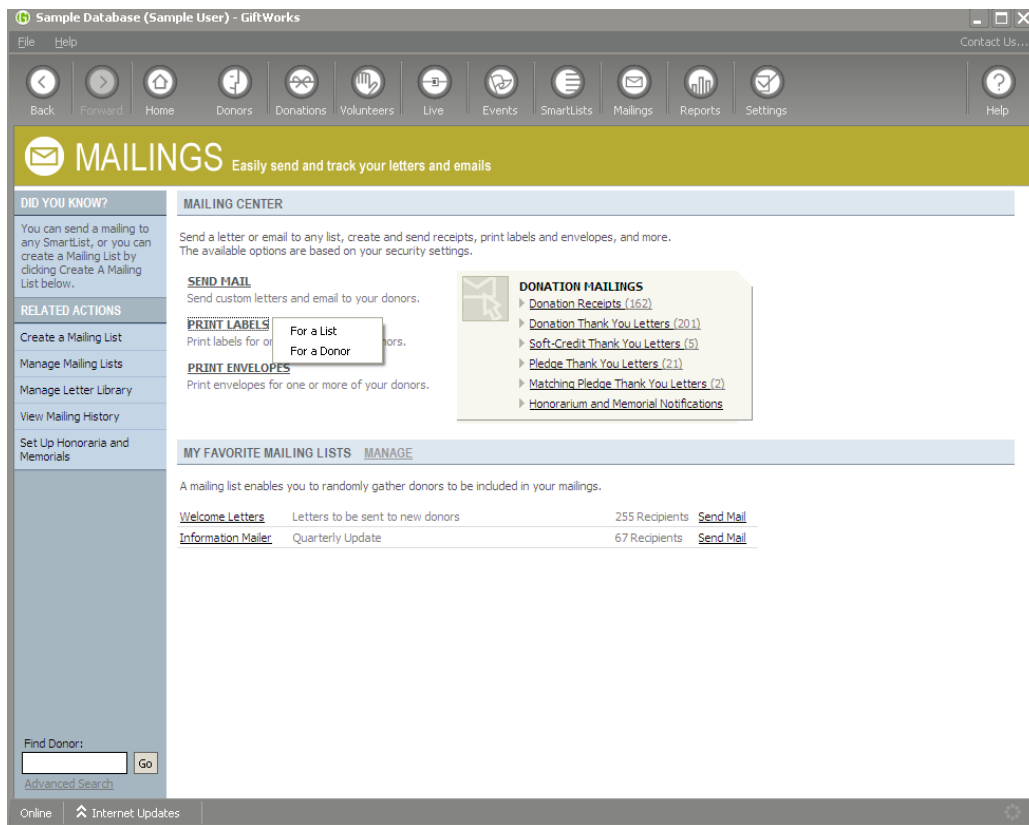 Sample Database (Sample User) - GiftWorks
File Help Contact Us...
Back Forward Home Donors Donations Volunteers Live Events SmartLists Mailings Reports Settings Help
MAILINGS Easily send and track your letters and emails
DID YOU KNOW?
You can send a mailing to
any SmartList, or you can
create a Mailing List by
clicking Create A Mailing
List below.
RELATED ACTIONS
Create a Mailing List
Manage Mailing Lists
Manage Letter Library
View Mailing History
Set Up Honoraria and
Memorials
Find Donor:
Go
Advanced Search
MAILING CENTER
Send a letter or email to any list, create and send receipts, print labels and envelopes, and more.
The available options are based on your security settings.
SEND MAIL
Send custom letters and email to your donors.
PRINT LABELS
Print labels for
For a List
For a Donor
PRINT ENVELOPES
Print envelopes for one or more of your donors.
DONATION MAILINGS
Donation Receipts (162)
Donation Thank You Letters (201)
Soft-Credit Thank You Letters (5)
Pledge Thank You Letters (21)
Matching Pledge Thank You Letters (2)
Honorarium and Memorial Notifications
MY FAVORITE MAILING LISTS MANAGE
A mailing list enables you to randomly gather donors to be included in your mailings.
Welcome Letters Letters to be sent to new donors 255 Recipients Send Mail
Information Mailer Quarterly Update 67 Recipients Send Mail
Online Internet Updates